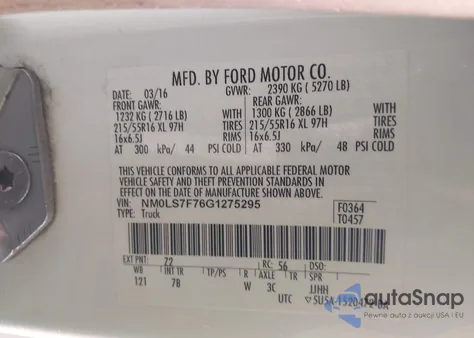 MFD. BY FORD MOTOR CO.
DATE: 03/16 GVWR: 2390 KG ( 5270 LB)
FRONT GAWR: REAR GAWR:
1232 KG ( 2716 LB) WITH 1300 KG ( 2866 LB) WITH
215/55R16 XL 97H TIRES 215/55R16 XL 97H TIRES
16x6.5J RIMS 16x6.5J RIMS
AT 300 kPa/ 44 PSI COLD AT 330 kPa/ 48 PSI COLD
THIS VEHICLE CONFORMS TO ALL APPLICABLE FEDERAL MOTOR
VEHICLE SAFETY AND THEFT PREVENTION STANDARDS IN
EFFECT ON THE DATE OF MANUFACTURE SHOWN ABOVE.
VIN: NM0LS7F76G1275295 F0364
TYPE: Truck T0457
EXT PNT: 72 RC: 56 DSO:
WB INT TR TP/PS R AXLE TR SPR
121 7B W 3C JJHH
UTC
autoSnap
Pewne auta z aukcji USA i EU